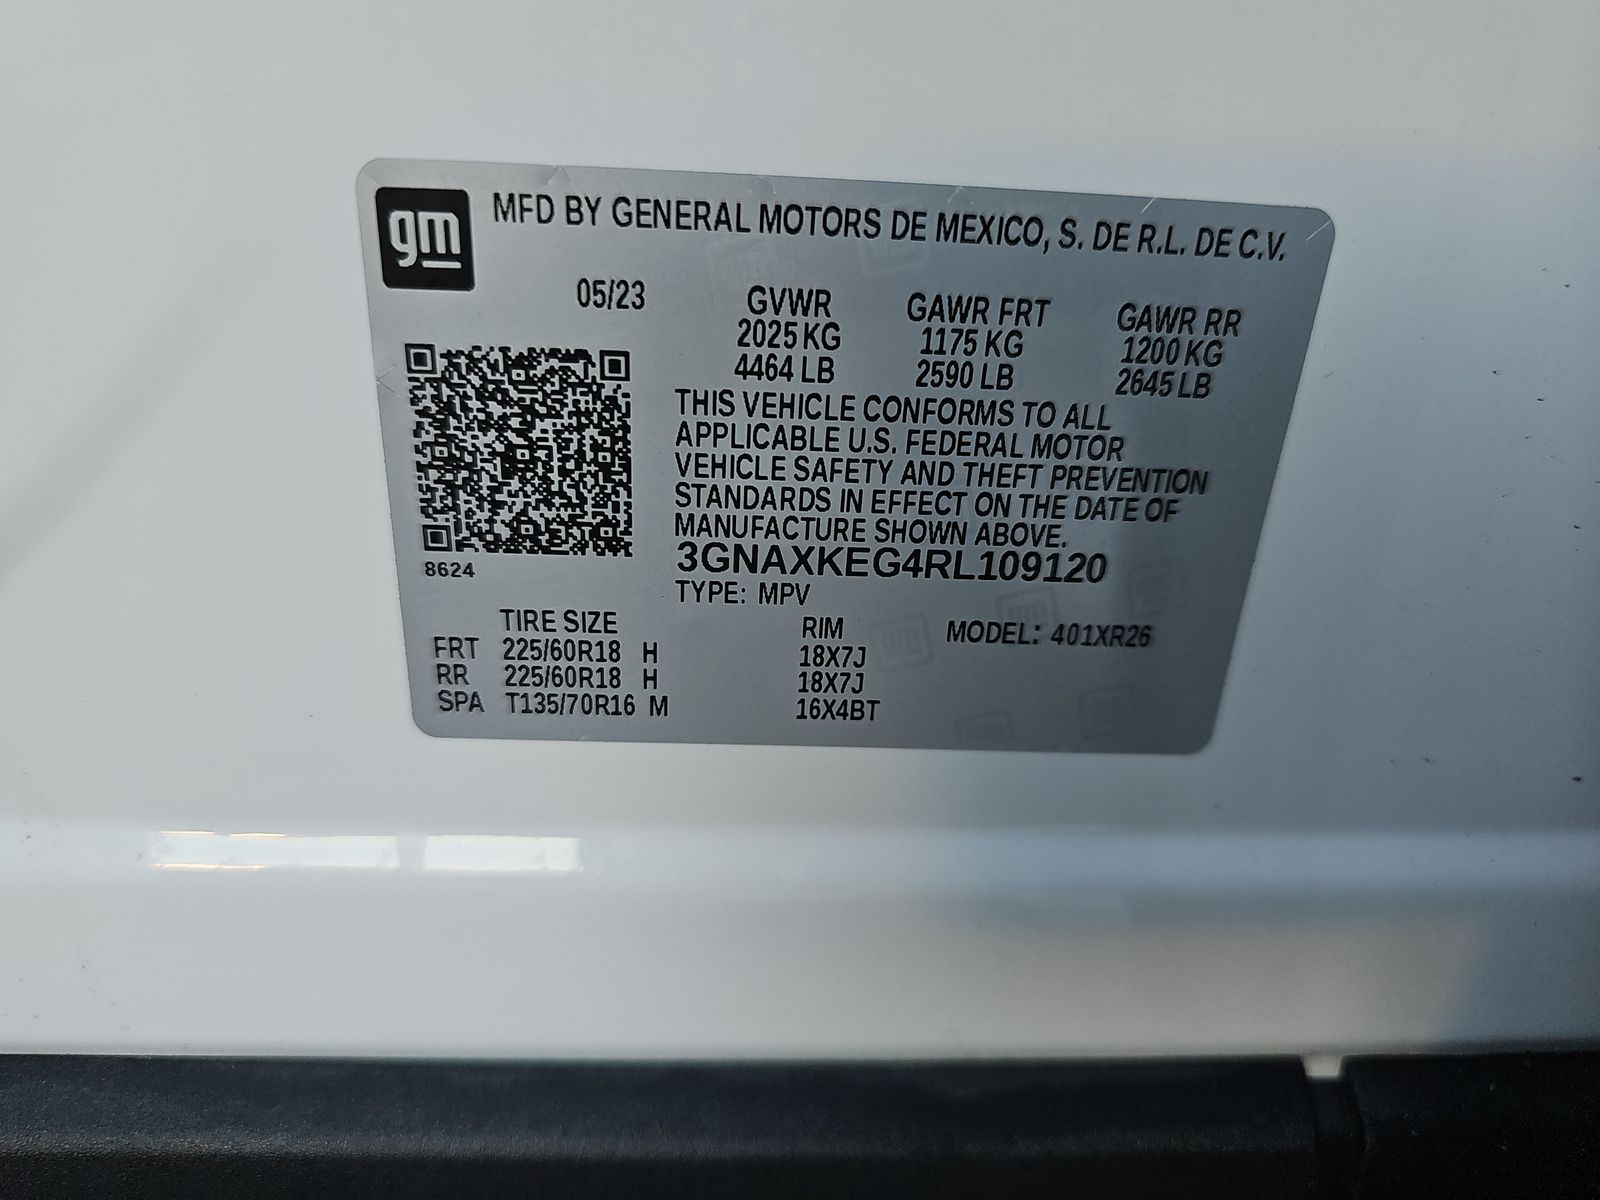 gm
MFD BY GENERAL MOTORS DE MEXICO, S. DE R.L. DE C.V.
05/23 GVWR GAWR FRT GAWR RR
2025 KG 1175 KG 1200 KG
4464 LB 2590 LB 2645 LB
THIS VEHICLE CONFORMS TO ALL
APPLICABLE U.S. FEDERAL MOTOR
VEHICLE SAFETY AND THEFT PREVENTION
STANDARDS IN EFFECT ON THE DATE OF
MANUFACTURE SHOWN ABOVE.
3GNAXKEG4RL109120
8624
TYPE: MPV
TIRE SIZE RIM MODEL: 401XR26
FRT 225/60R18 H 18X7J
RR 225/60R18 H 18X7J
SPA T135/70R16 M 16X4BT